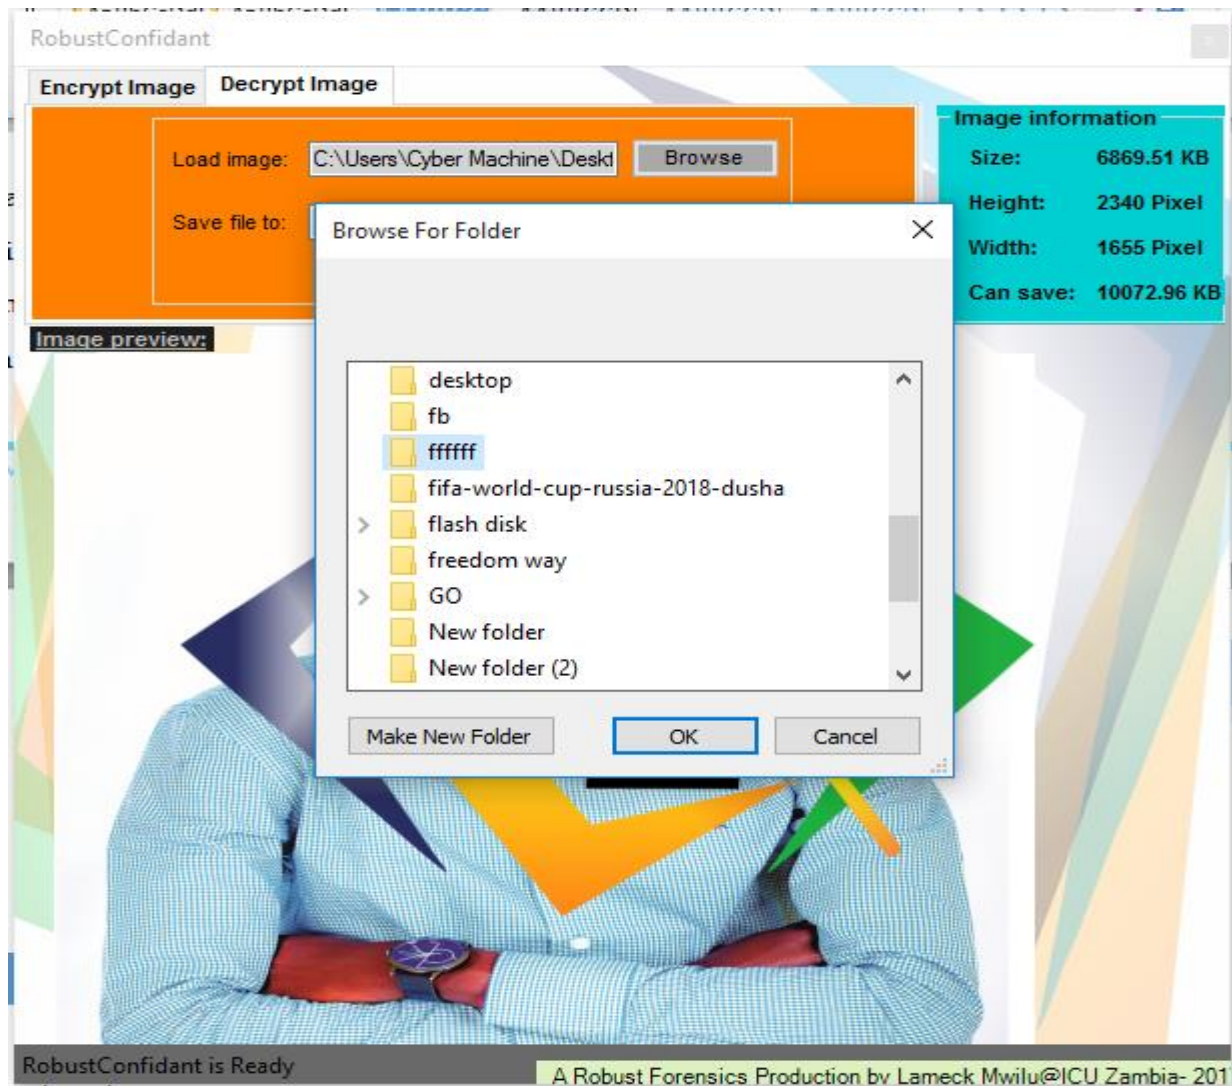 RobustConfidant
Encrypt Image Decrypt Image
Load image: C:\Users\Cyber Machine\Deskt Browse
Save file to:
Image information
Size: 6869.51 KB
Height: 2340 Pixel
Width: 1655 Pixel
Can save: 10072.96 KB
Browse For Folder
desktop
fb
ffffff
fifa-world-cup-russia-2018-dusha
flash disk
freedom way
GO
New folder
New folder (2)
Make New Folder OK Cancel
Image preview:
RobustConfidant is Ready
A Robust Forensics Production by Lameck Mwilu@ICU Zambia- 201